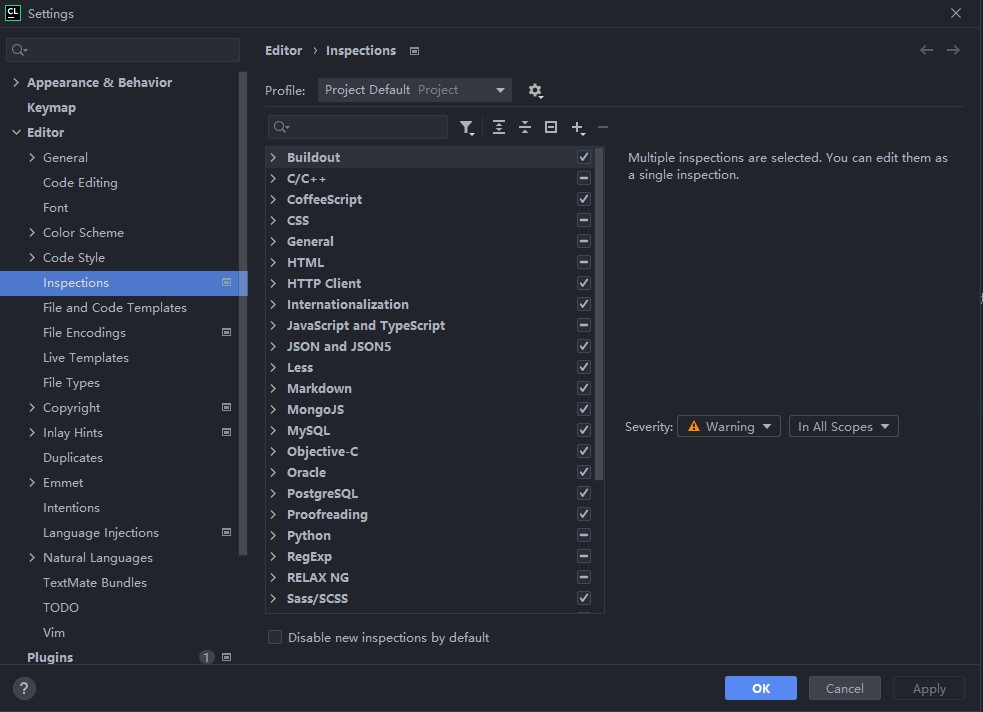 CL Settings
Editor › Inspections
Profile: Project Default Project
Appearance & Behavior
Keymap
Editor
General
Code Editing
Font
Color Scheme
Code Style
Inspections
File and Code Templates
File Encodings
Live Templates
File Types
Copyright
Inlay Hints
Duplicates
Emmet
Intentions
Language Injections
Natural Languages
TextMate Bundles
TODO
Vim
Plugins 1
Buildout
C/C++
CoffeeScript
CSS
General
HTML
HTTP Client
Internationalization
JavaScript and TypeScript
JSON and JSON5
Less
Markdown
MongoJS
MySQL
Objective-C
Oracle
PostgreSQL
Proofreading
Python
RegExp
RELAX NG
Sass/SCSS
Disable new inspections by default
Multiple inspections are selected. You can edit them as
a single inspection.
Severity: Warning In All Scopes
?
OK Cancel Apply